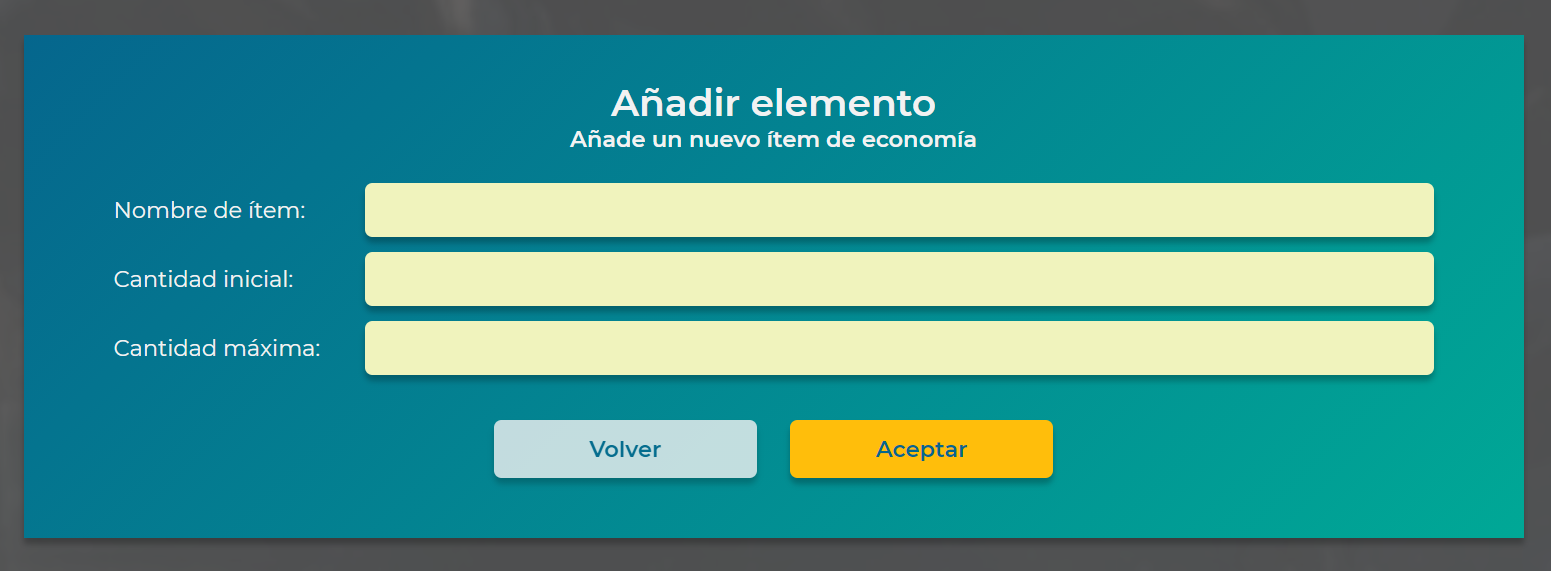 Añadir elemento
Añade un nuevo ítem de economía
Nombre de ítem:
Cantidad inicial:
Cantidad máxima:
Volver Aceptar